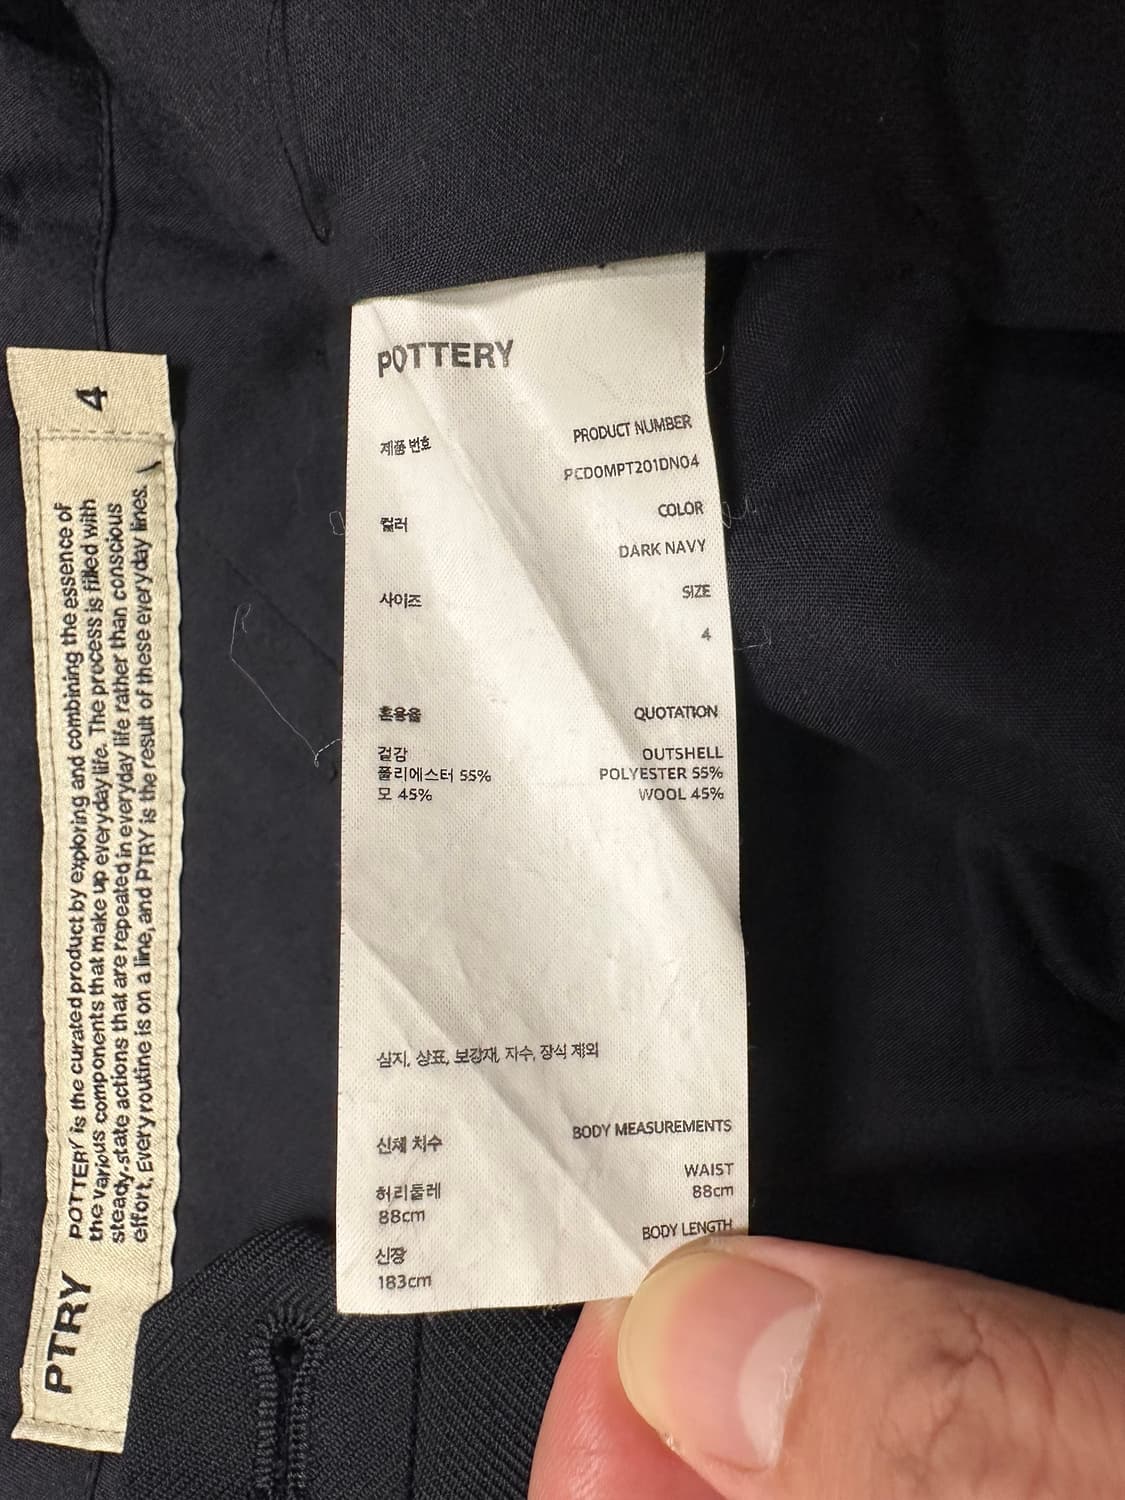 4
POTTERY is the curated product by exploring and combining the essence of
the various components that make up everyday life. The process is filled with
steady-state actions that are repeated in everyday life rather than conscious
effort. Every routine is on a line, and PTRY is the result of these everyday lines.
PTRY
POTTERY
제품 번호 PRODUCT NUMBER
PCDOMPT201DN04
컬러 COLOR
DARK NAVY
사이즈 SIZE
4
혼용율 QUOTATION
겉감 OUTSHELL
폴리에스터 55% POLYESTER 55%
모 45% WOOL 45%
심지, 상표, 보강재, 자수, 장식 제외
신체 치수 BODY MEASUREMENTS
허리둘레 WAIST
88cm 88cm
신장 BODY LENGTH
183cm